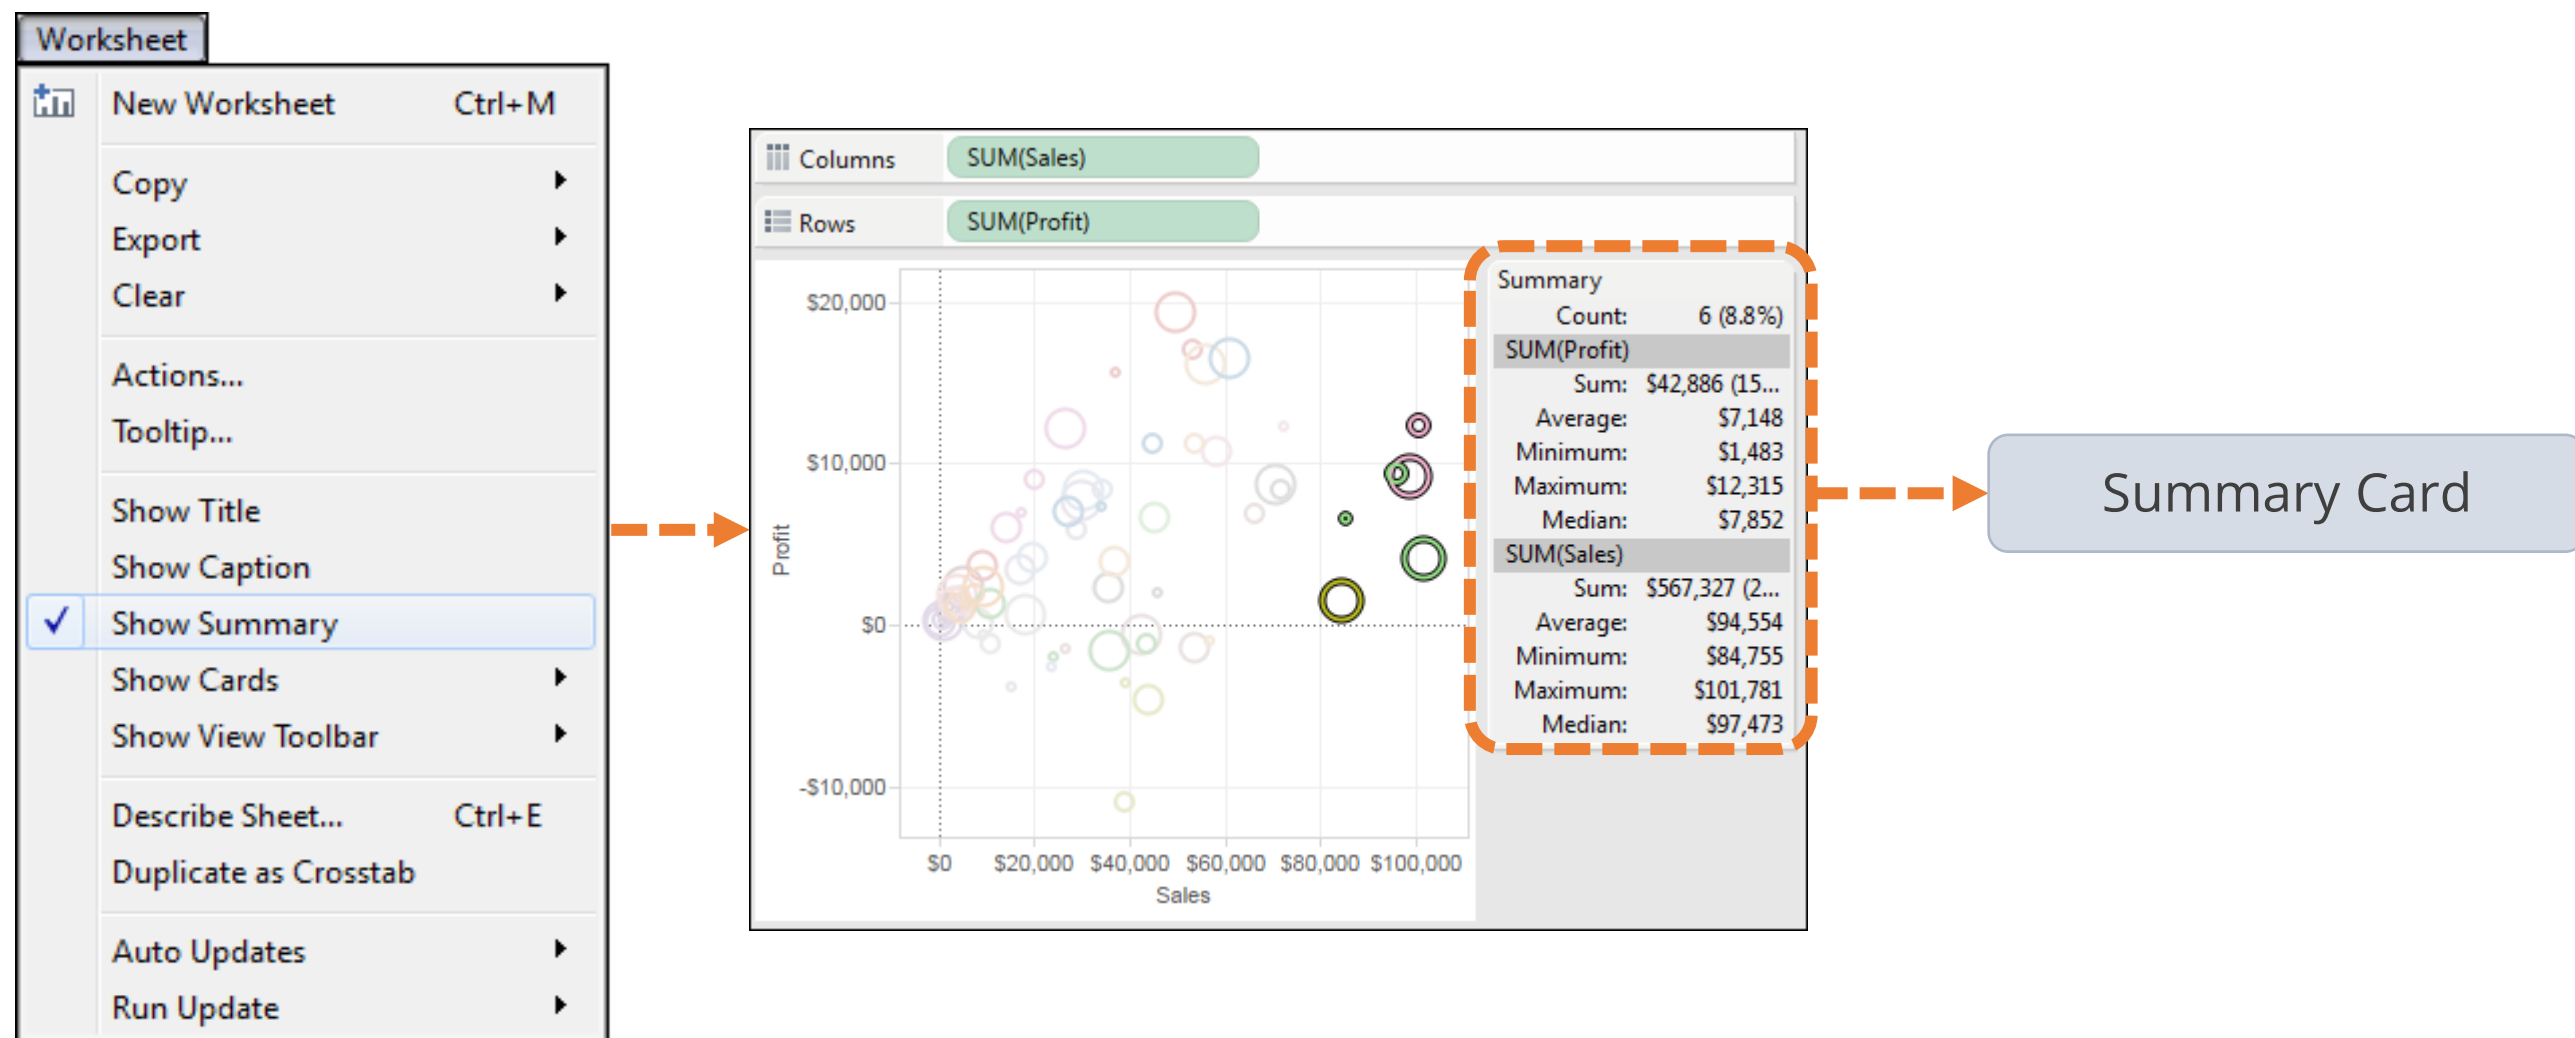 Worksheet
New Worksheet Ctrl+M
Copy
Export
Clear
Actions...
Tooltip...
Show Title
Show Caption
Show Summary
Show Cards
Show View Toolbar
Describe Sheet... Ctrl+E
Duplicate as Crosstab
Auto Updates
Run Update
Columns SUM(Sales)
Rows SUM(Profit)
$20,000
$10,000
$0
-$10,000
Profit
$0 $20,000 $40,000 $60,000 $80,000 $100,000
Sales
Summary
Count: 6 (8.8%)
SUM(Profit)
Sum: $42,886 (15...
Average: $7,148
Minimum: $1,483
Maximum: $12,315
Median: $7,852
SUM(Sales)
Sum: $567,327 (2...
Average: $94,554
Minimum: $84,755
Maximum: $101,781
Median: $97,473
Summary Card